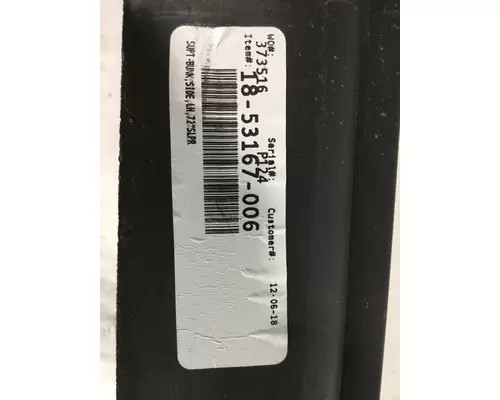 WO#: Serial#: Customer#:
373516 P124 12-06-18
Item#:
18-53167-006
SUPT-BUNK,SIDE,LH,72"SLPR